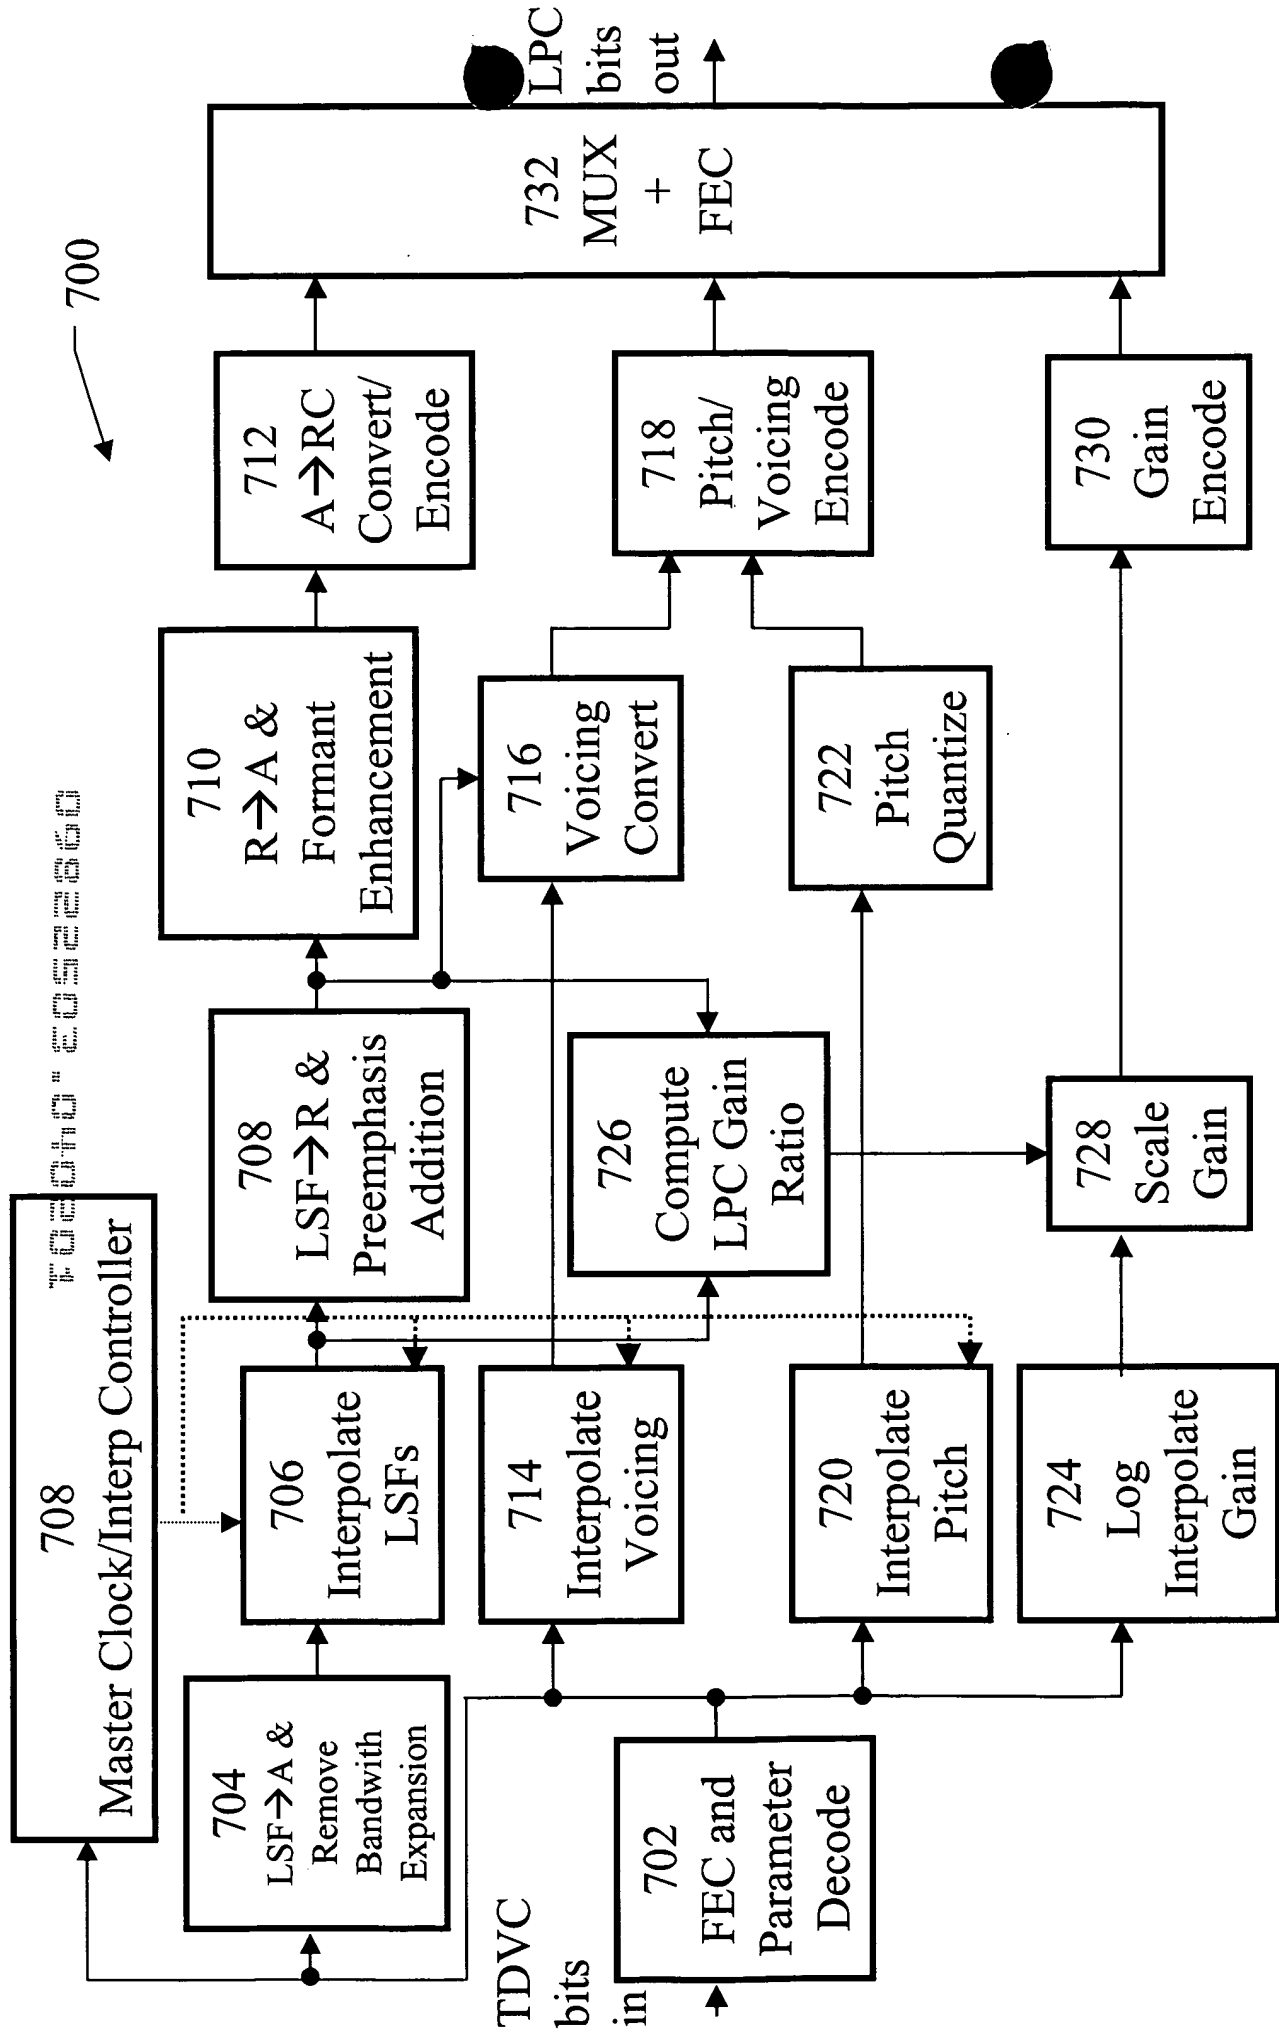 700
708
Master Clock/Interp Controller
704
LSF→A &
Remove
Bandwith
Expansion
706
Interpolate
LSFs
708
LSF→R &
Preemphasis
Addition
710
R→A &
Formant
Enhancement
712
A→RC
Convert/
Encode
TDVC
bits
in
702
FEC and
Parameter
Decode
714
Interpolate
Voicing
716
Voicing
Convert
718
Pitch/
Voicing
Encode
726
Compute
LPC Gain
Ratio
720
Interpolate
Pitch
722
Pitch
Quantize
724
Log
Interpolate
Gain
728
Scale
Gain
730
Gain
Encode
732
MUX
+
FEC
LPC
bits
out